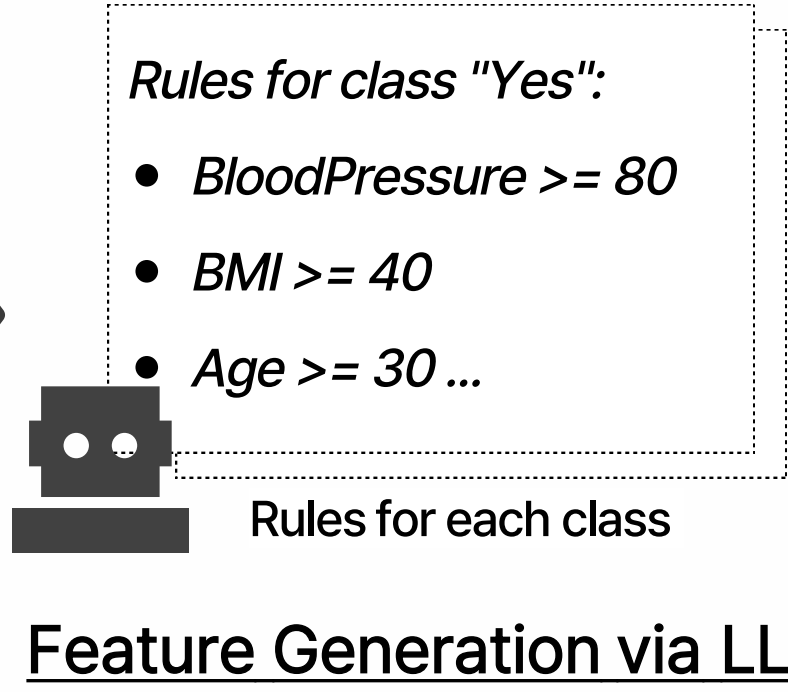 Rules for class "Yes":
● BloodPressure >= 80
● BMI >= 40
● Age >= 30 ...
Rules for each class
Feature Generation via LL